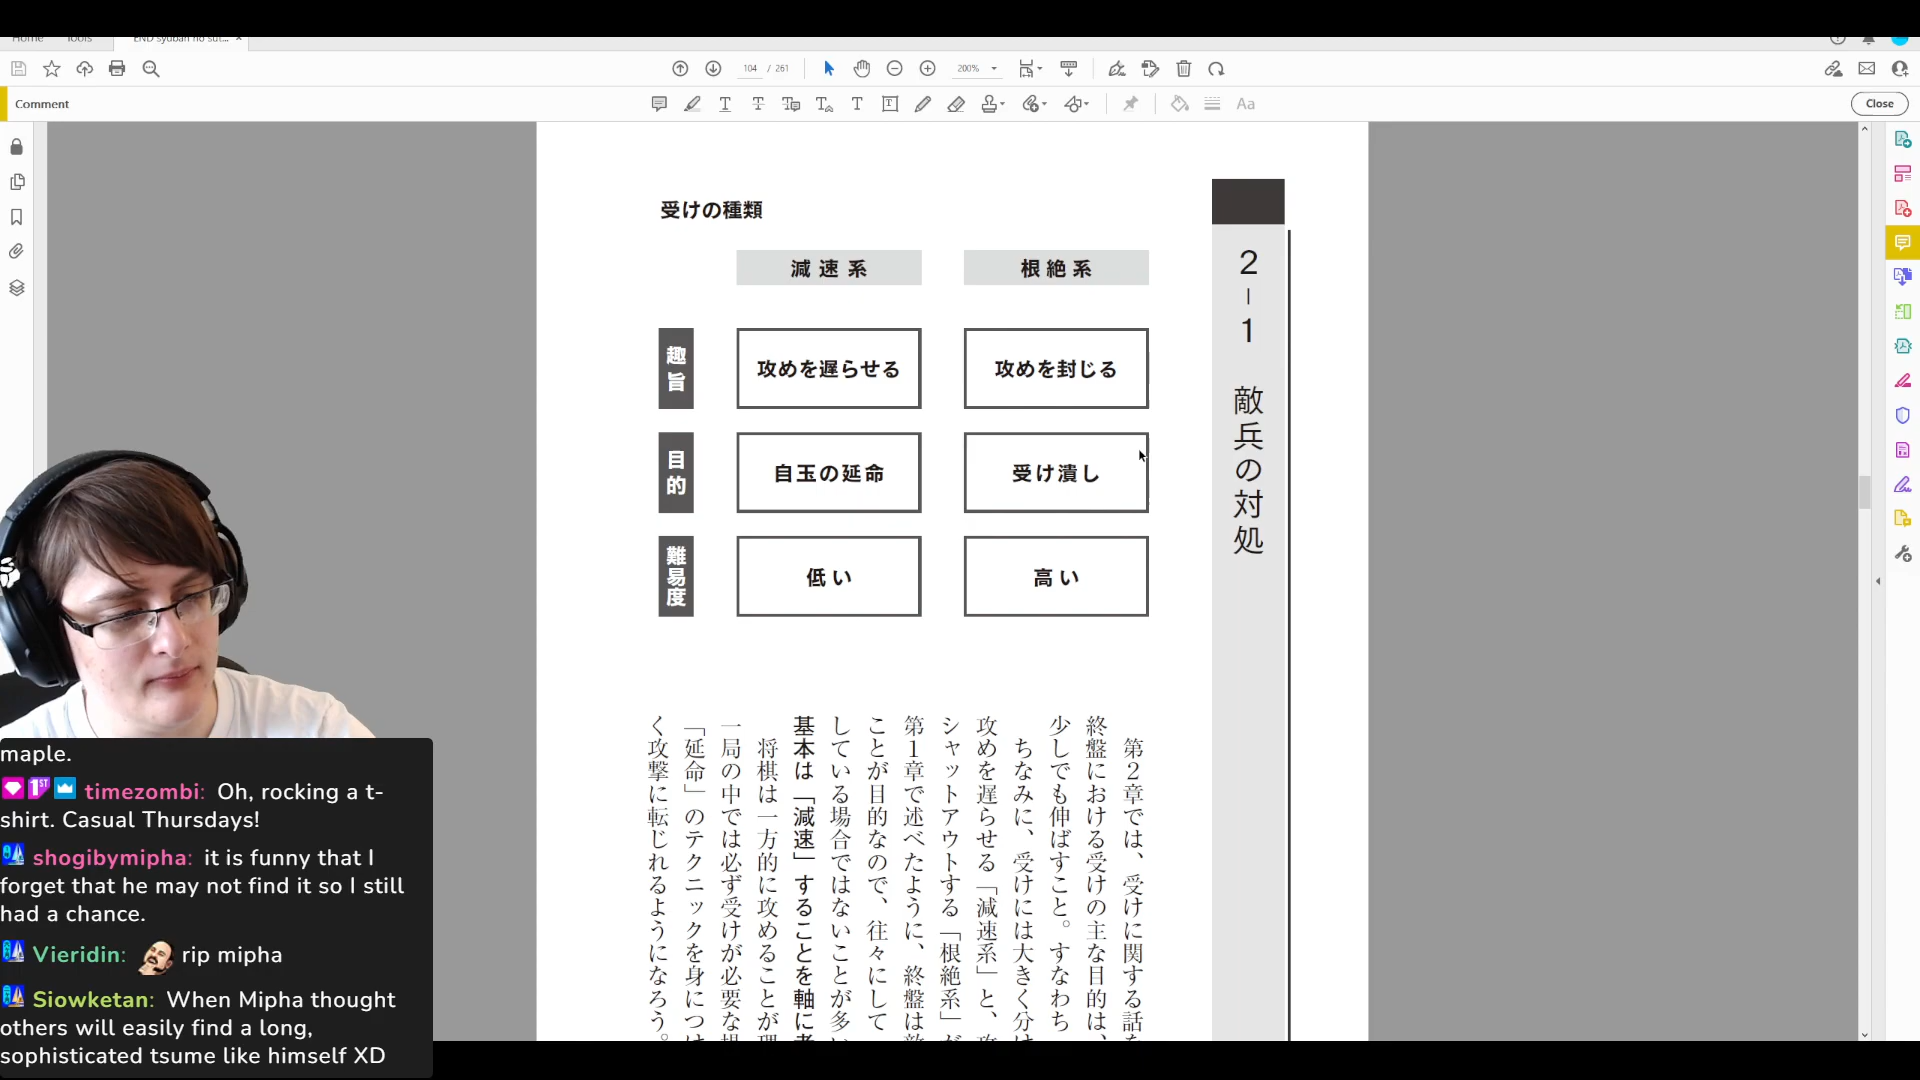 Home
Tools
END syuban no sut... ×
104 / 261
200%
Comment
Close
Aa
受けの種類
減速系
根絶系
趣旨
攻めを遅らせる
攻めを封じる
目的
自玉の延命
受け潰し
難易度
低い
高い
2-1 敵兵の対処
第２章では、受けに関する話
終盤における受けの主な目的は、
少しでも伸ばすこと。すなわち
ちなみに、受けには大きく分
攻めを遅らせる「減速系」と、
シャットアウトする「根絶系」
第１章で述べたように、終盤は
ことが目的なので、往々にして
している場合ではないことが多
基本は「減速」することを軸に
将棋は一方的に攻めることが
一局の中では必ず受けが必要な
「延命」のテクニックを身につ
く攻撃に転じれるようになろう。
maple.
timezombi: Oh, rocking a t-
shirt. Casual Thursdays!
shogibymipha: it is funny that I
forget that he may not find it so I still
had a chance.
Vieridin: rip mipha
Siowketan: When Mipha thought
others will easily find a long,
sophisticated tsume like himself XD